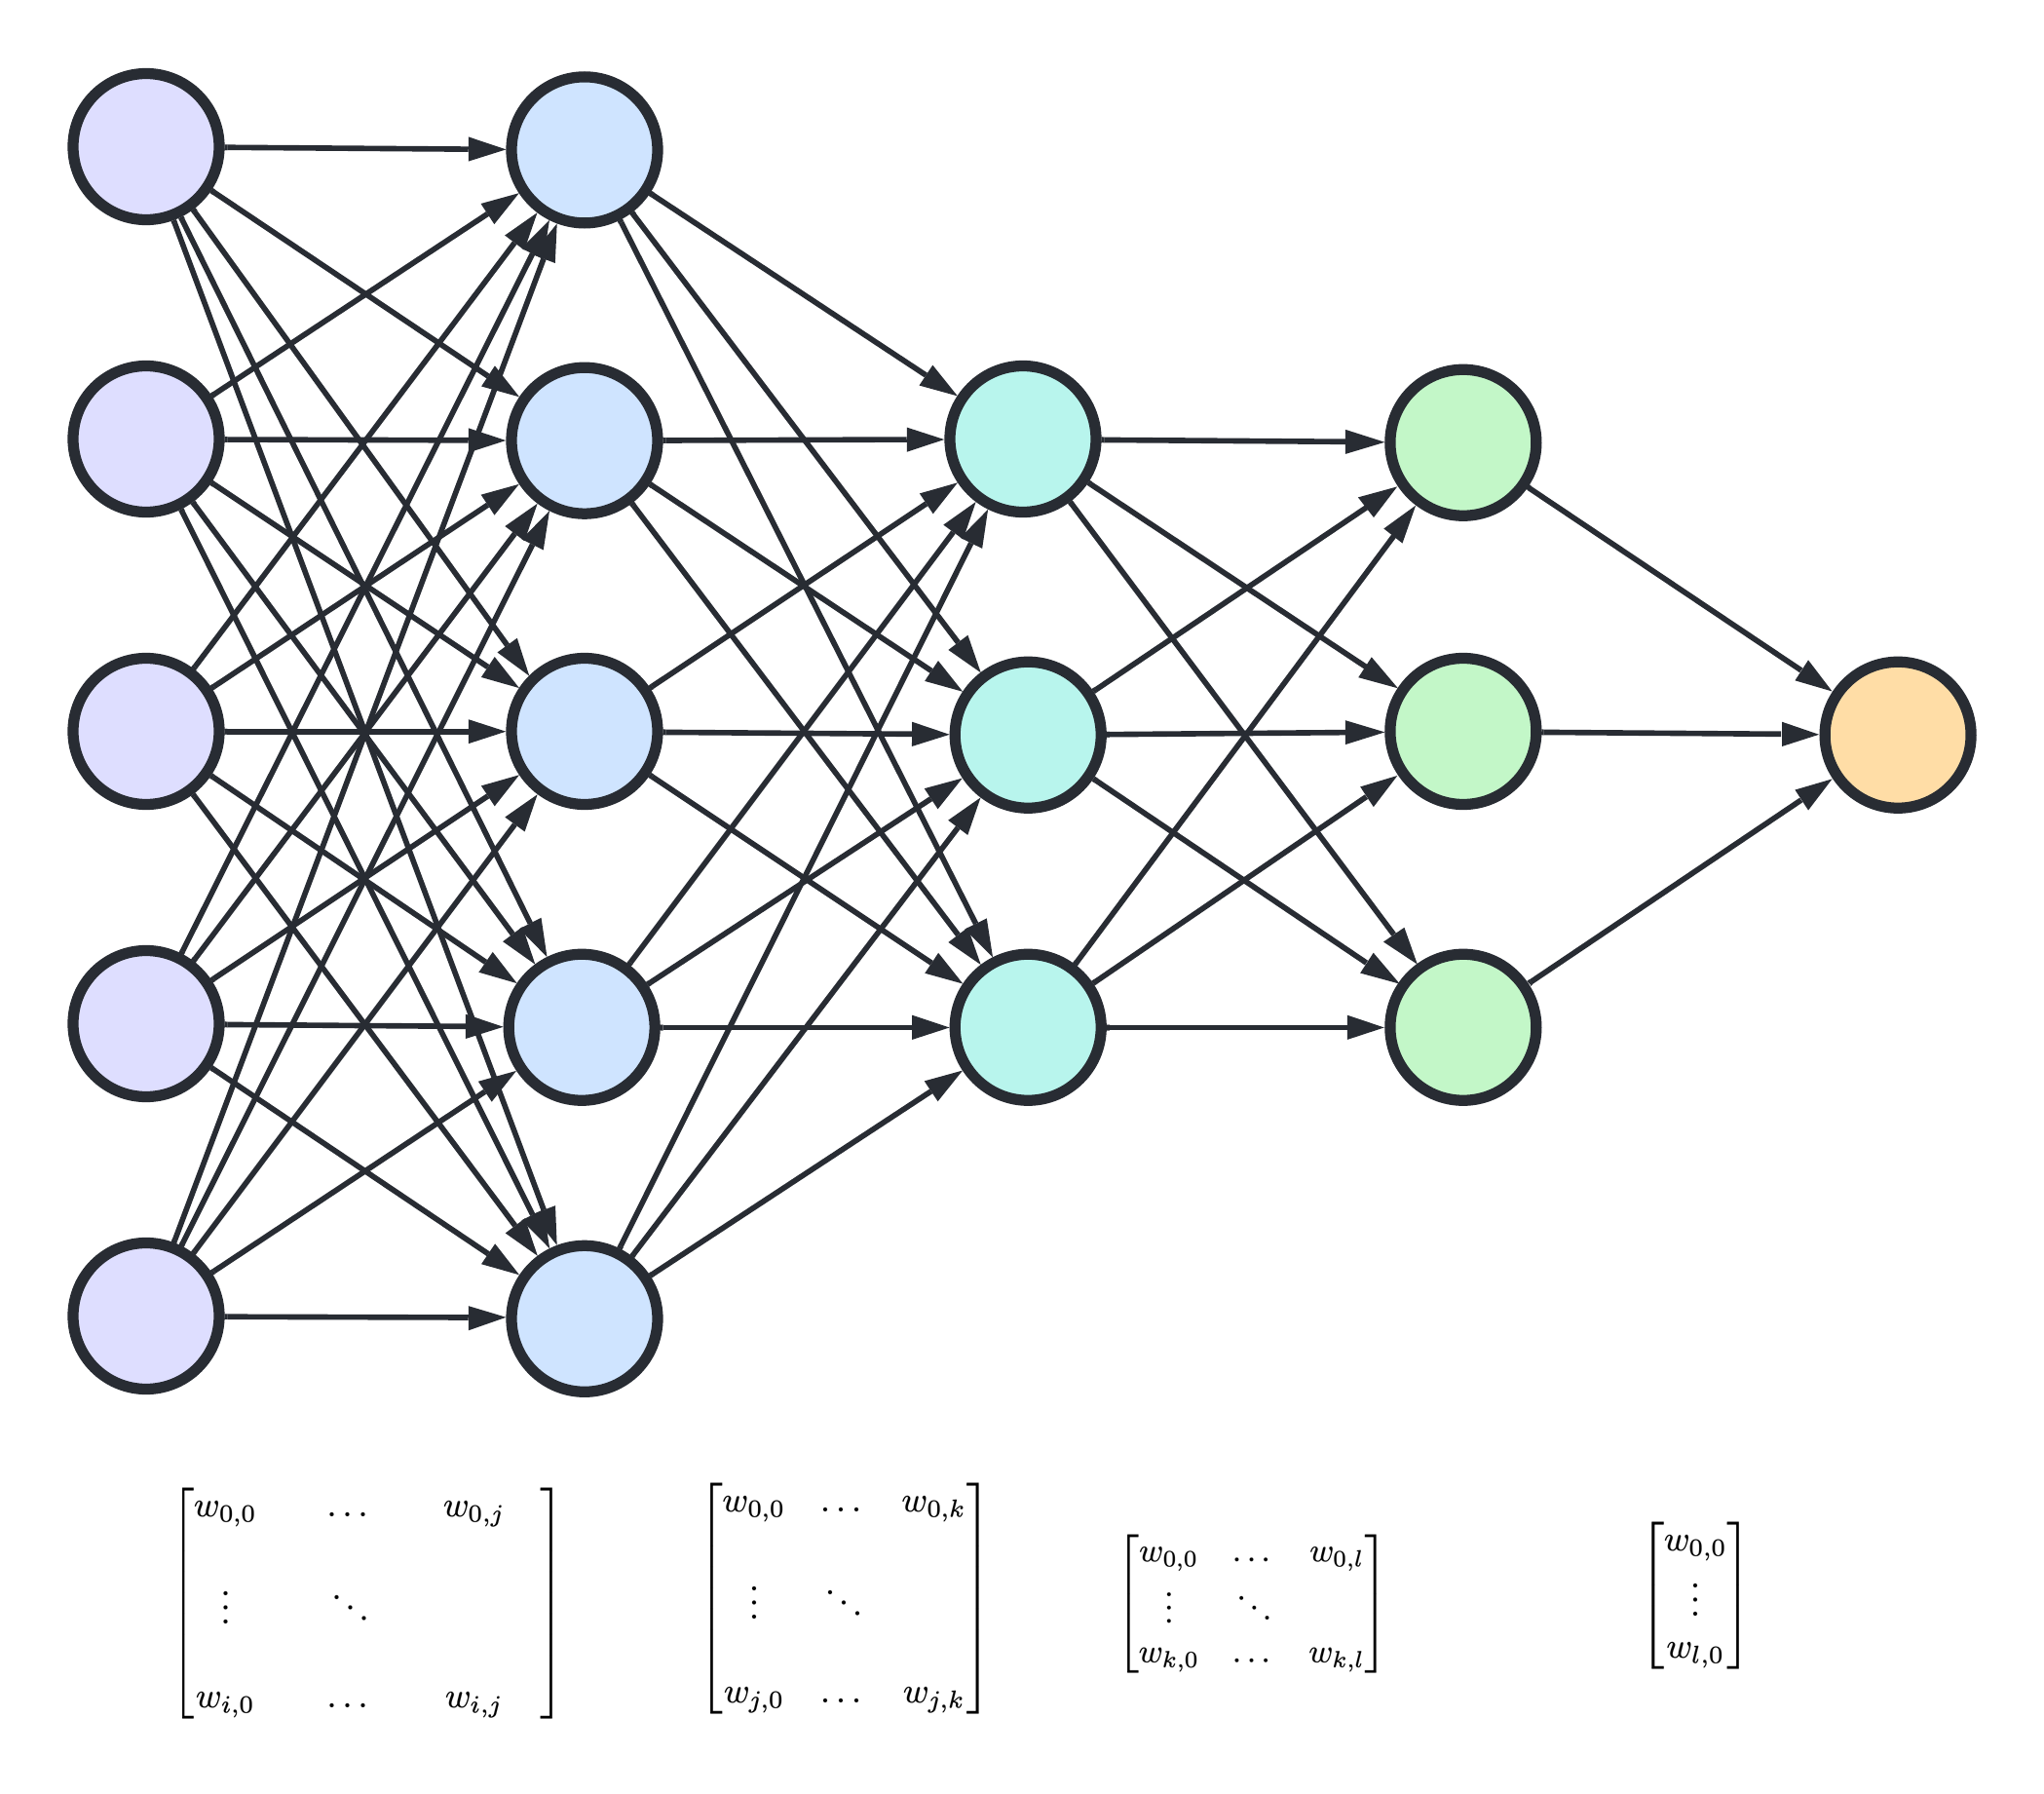 w0,0 … w0,j
⋮ ⋱
wi,0 … wi,j
w0,0 … w0,k
⋮ ⋱
wj,0 … wj,k
w0,0 … w0,l
⋮ ⋱
wk,0 … wk,l
w0,0
⋮
wl,0